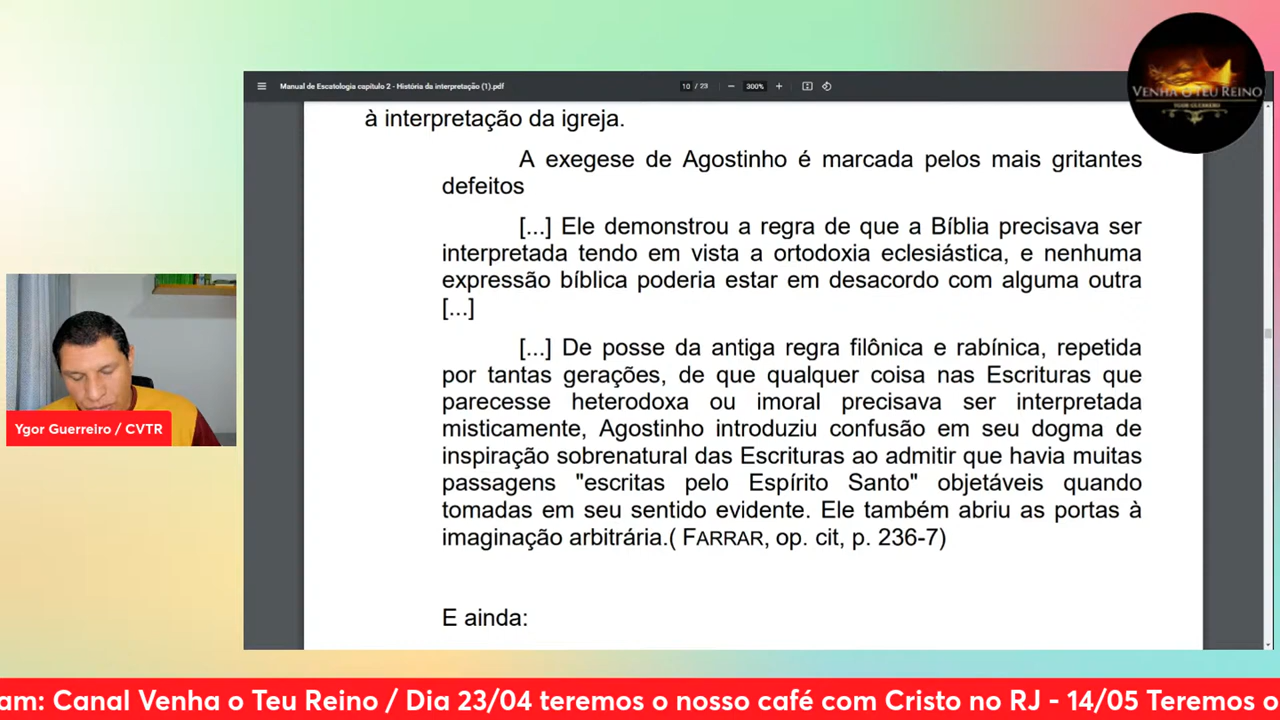 VENHA O TEU REINO
YGOR GUERREIRO
Manual de Escatologia capítulo 2 - História da interpretação (1).pdf
10 / 23
300%
à interpretação da igreja.
A exegese de Agostinho é marcada pelos mais gritantes
defeitos
[...] Ele demonstrou a regra de que a Bíblia precisava ser
interpretada tendo em vista a ortodoxia eclesiástica, e nenhuma
expressão bíblica poderia estar em desacordo com alguma outra
[...]
[...] De posse da antiga regra filônica e rabínica, repetida
por tantas gerações, de que qualquer coisa nas Escrituras que
parecesse heterodoxa ou imoral precisava ser interpretada
misticamente, Agostinho introduziu confusão em seu dogma de
inspiração sobrenatural das Escrituras ao admitir que havia muitas
passagens "escritas pelo Espírito Santo" objetáveis quando
tomadas em seu sentido evidente. Ele também abriu as portas à
imaginação arbitrária.( FARRAR, op. cit, p. 236-7)
E ainda:
Ygor Guerreiro / CVTR
am: Canal Venha o Teu Reino / Dia 23/04 teremos o nosso café com Cristo no RJ - 14/05 Teremos o